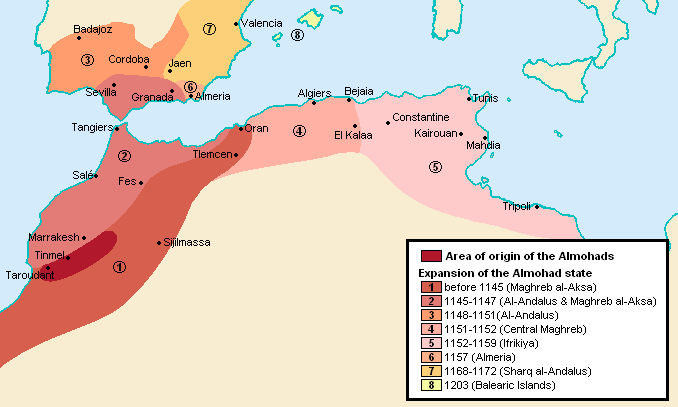 7
Valencia
8
Badajoz
Cordoba
3
Jaen
6
Sevilla
Granada
Almeria
Algiers
Bejaia
Tunis
Tangiers
Oran
4
Constantine
El Kalaa
Kairouan
Mahdia
2
Tlemcen
5
Salé
Fes
Tripoli
Marrakesh
Sijilmassa
Tinmel
Taroudant
1
Area of origin of the Almohads
Expansion of the Almohad state
1 before 1145 (Maghreb al-Aksa)
2 1145-1147 (Al-Andalus & Maghreb al-Aksa)
3 1148-1151(Al-Andalus)
4 1151-1152 (Central Maghreb)
5 1152-1159 (Ifrikiya)
6 1157 (Almeria)
7 1168-1172 (Sharq al-Andalus)
8 1203 (Balearic Islands)